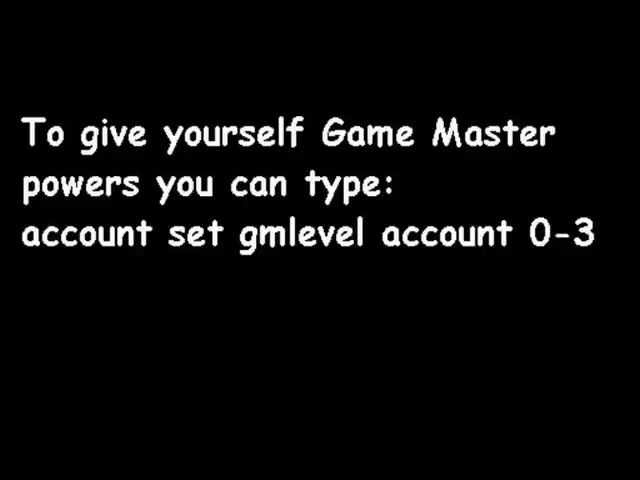 To give yourself Game Master
powers you can type:
account set gmlevel account 0-3